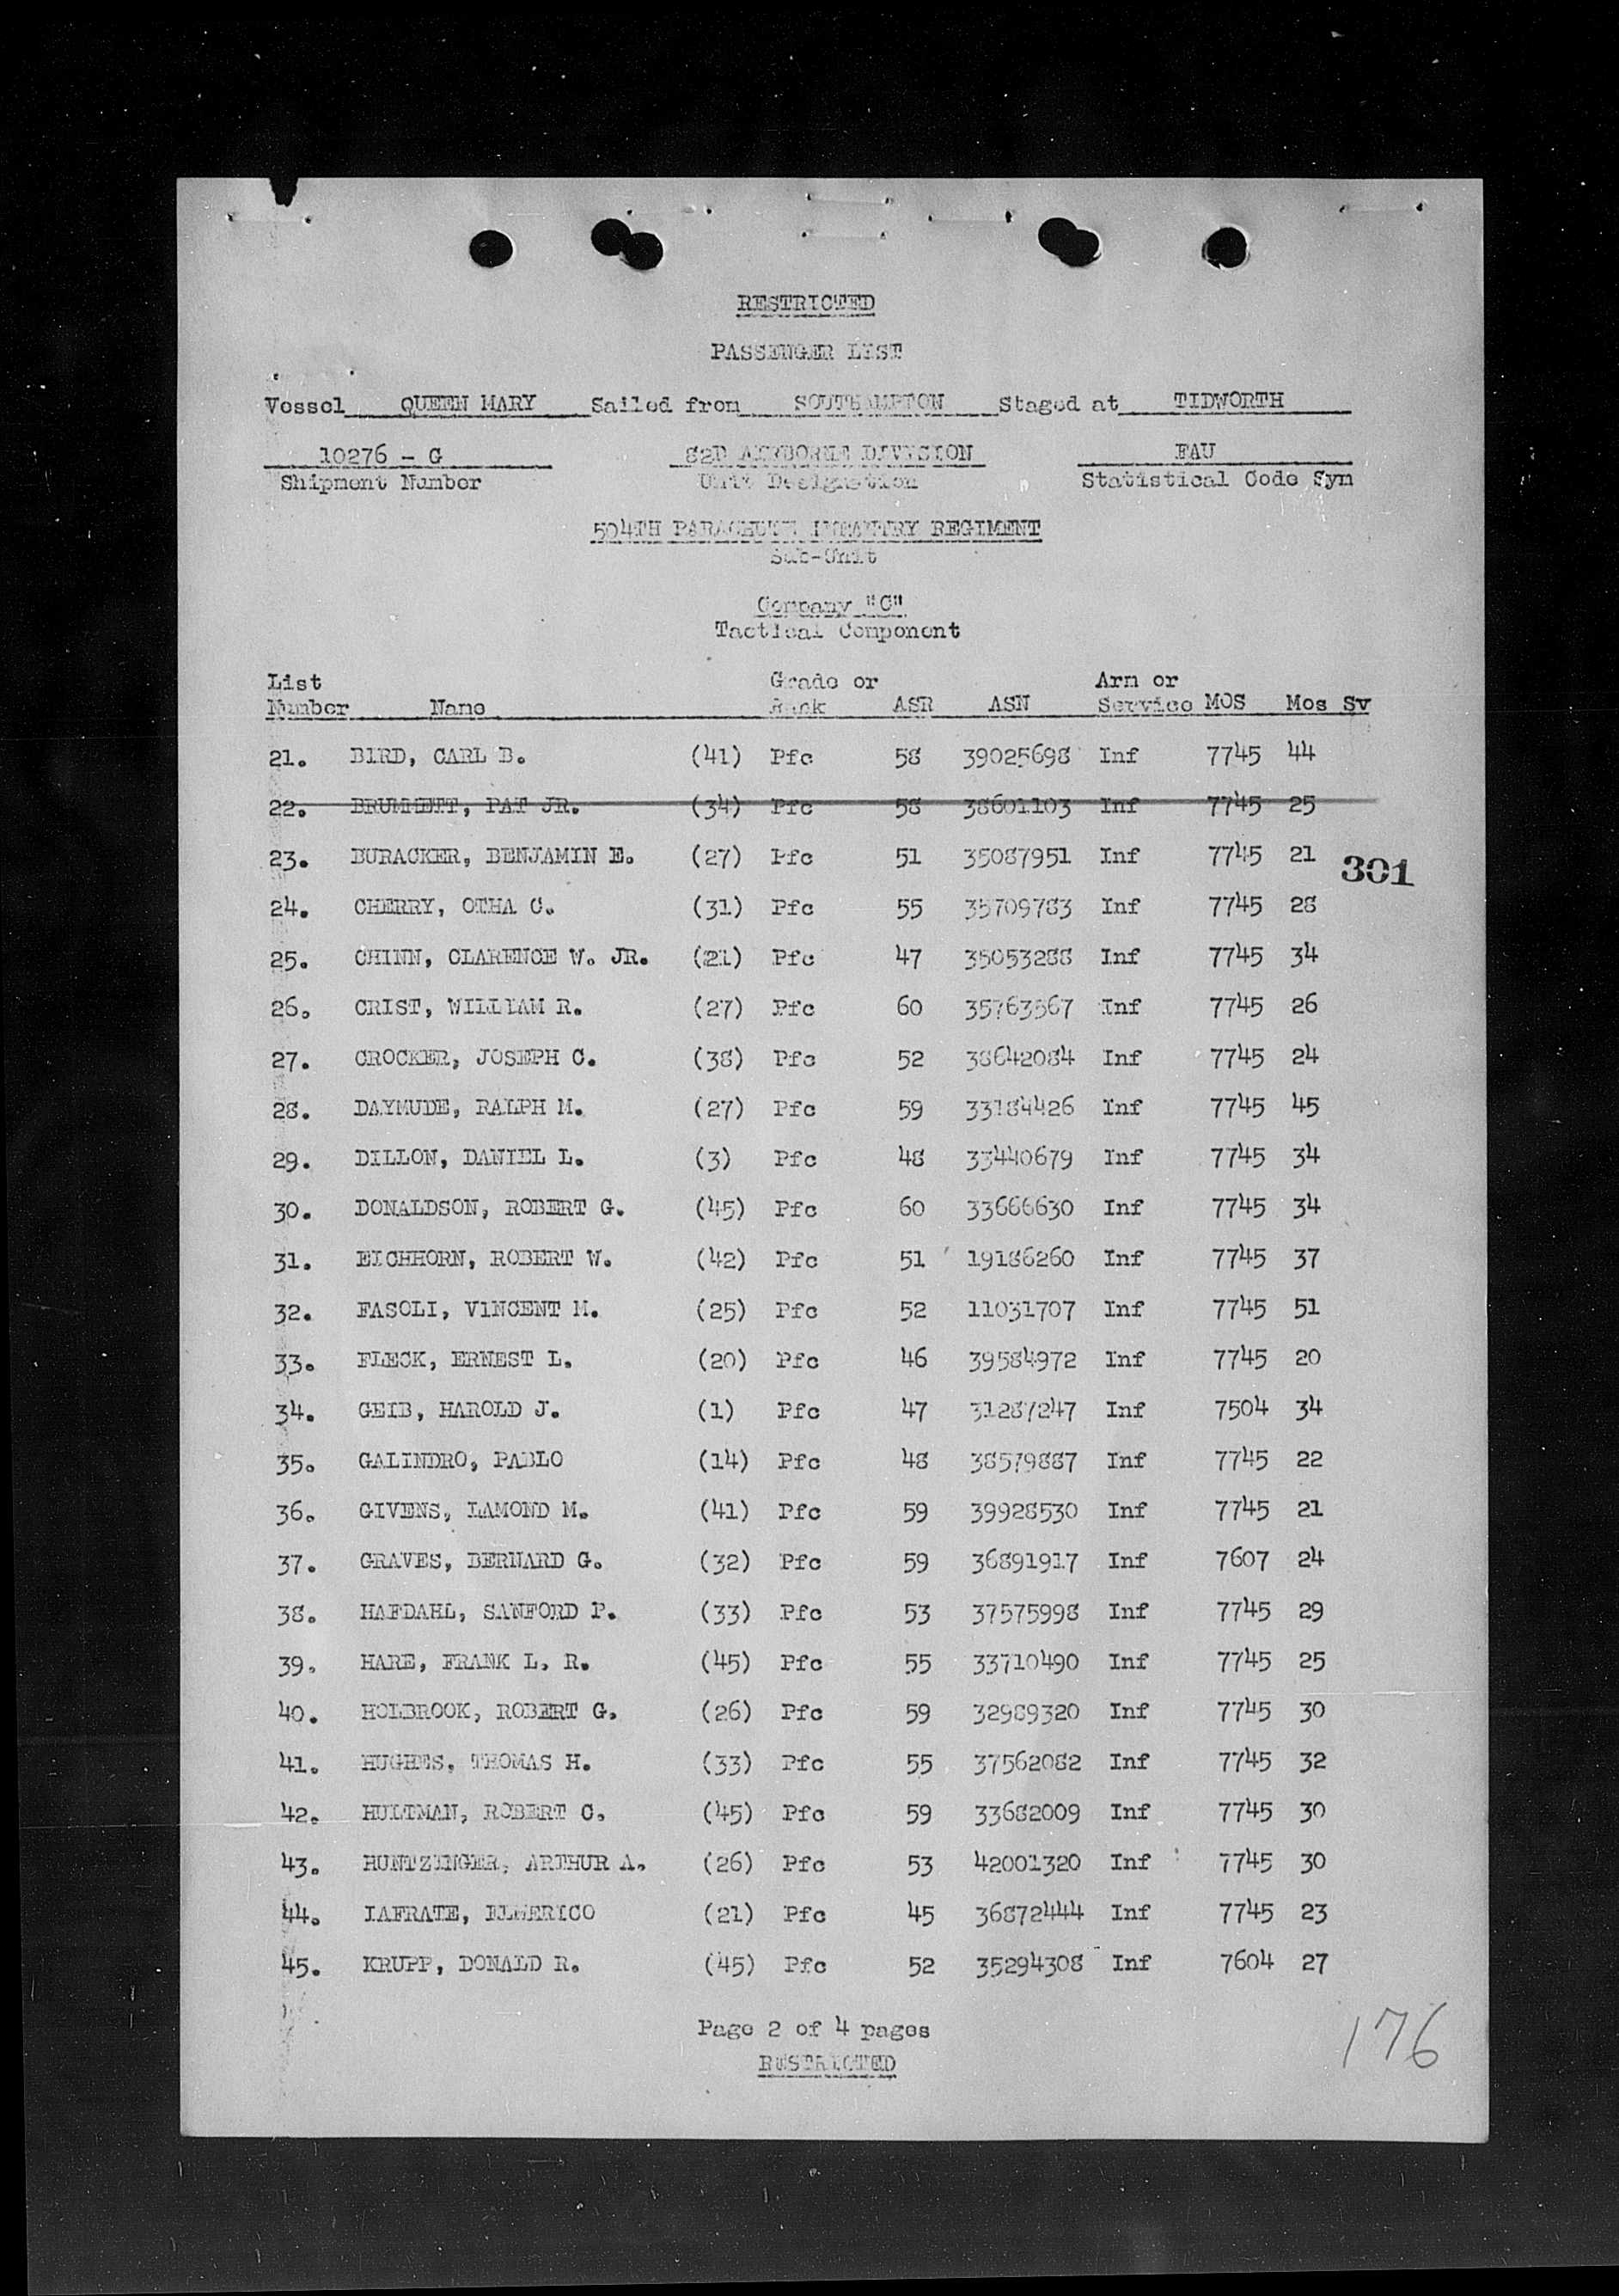 RESTRICTED
PASSENGER LIST
Vessel QUEEN MARY Sailed from SOUTHAMPTON Staged at TIDWORTH
10276 - G 82D AIRBORNE DIVISION FAU
Shipment Number Unit Designation Statistical Code Sym
504TH PARACHUTE INFANTRY REGIMENT
Sub-Unit
Company "C"
Tactical Component
List Grade or Arm or
Number Name Rank ASR ASN Service MOS Mos Sv
21. BIRD, CARL B. (41) Pfc 58 39025698 Inf 7745 44
22. BRUMMETT, PAT JR. (34) Pfc 58 38601103 Inf 7745 25
23. BURACKER, BENJAMIN E. (27) Pfc 51 35087951 Inf 7745 21
301
24. CHERRY, OTHA C. (31) Pfc 55 35709783 Inf 7745 28
25. CHINN, CLARENCE W. JR. (21) Pfc 47 35053288 Inf 7745 34
26. CRIST, WILLIAM R. (27) Pfc 60 35763567 Inf 7745 26
27. CROCKER, JOSEPH C. (38) Pfc 52 38642084 Inf 7745 24
28. DAYMUDE, RALPH M. (27) Pfc 59 33184426 Inf 7745 45
29. DILLON, DANIEL L. (3) Pfc 48 33440679 Inf 7745 34
30. DONALDSON, ROBERT G. (45) Pfc 60 33666630 Inf 7745 34
31. EICHHORN, ROBERT W. (42) Pfc 51 19186260 Inf 7745 37
32. FASOLI, V1NCENT M. (25) Pfc 52 11031707 Inf 7745 51
33. FLECK, ERNEST L. (20) Pfc 46 39584972 Inf 7745 20
34. GEIB, HAROLD J. (1) Pfc 47 31287247 Inf 7504 34
35. GALINDRO, PABLO (14) Pfc 48 38579887 Inf 7745 22
36. GIVENS, LAMOND M. (41) Pfc 59 39928530 Inf 7745 21
37. GRAVES, BERNARD G. (32) Pfc 59 36891917 Inf 7607 24
38. HAFDAHL, SANFORD P. (33) Pfc 53 37575998 Inf 7745 29
39. HARE, FRANK L. R. (45) Pfc 55 33710490 Inf 7745 25
40. HOLBROOK, ROBERT G. (26) Pfc 59 32989320 Inf 7745 30
41. HUGHES, THOMAS H. (33) Pfc 55 37562082 Inf 7745 32
42. HULTMAN, ROBERT C. (45) Pfc 59 33682009 Inf 7745 30
43. HUNTZINGER, ARTHUR A. (26) Pfc 53 42001320 Inf 7745 30
44. IAFRATE, ELMERICO (21) Pfc 45 36872444 Inf 7745 23
45. KRUPP, DONALD R. (45) Pfc 52 35294308 Inf 7604 27
Page 2 of 4 pages
RESTRICTED
176